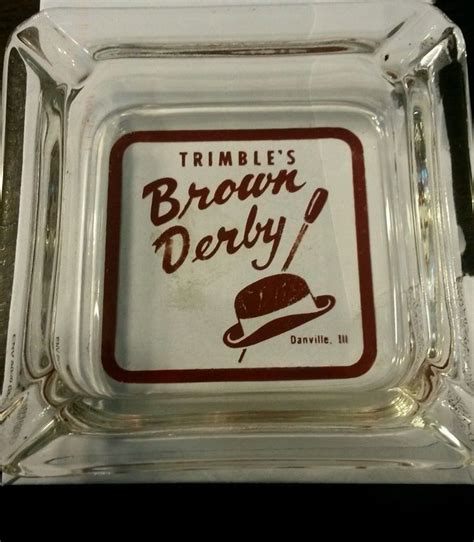 TRIMBLE'S
Brown
Derby
Danville, Ill